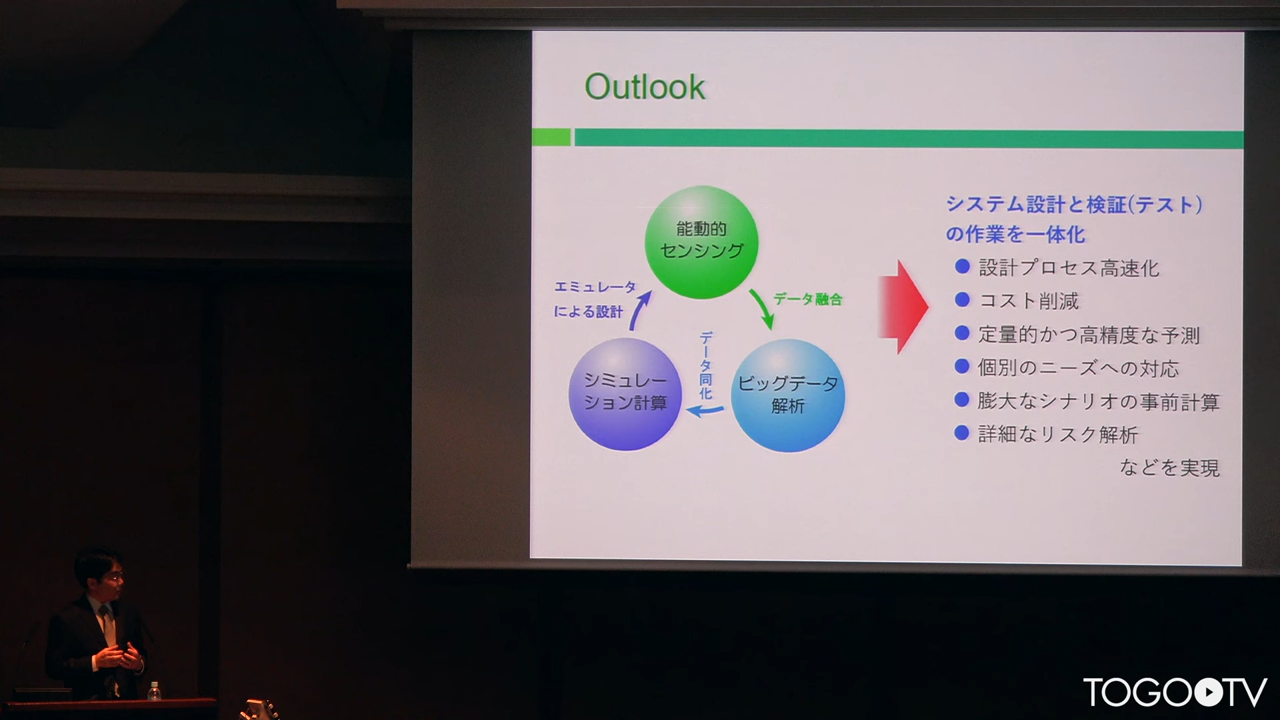 Outlook
能動的
センシング
エミュレータ
による設計
データ融合
データ同化
シミュレー
ション計算
ビッグデータ
解析
システム設計と検証(テスト)
の作業を一体化
● 設計プロセス高速化
● コスト削減
● 定量的かつ高精度な予測
● 個別のニーズへの対応
● 膨大なシナリオの事前計算
● 詳細なリスク解析
などを実現
TOGO TV